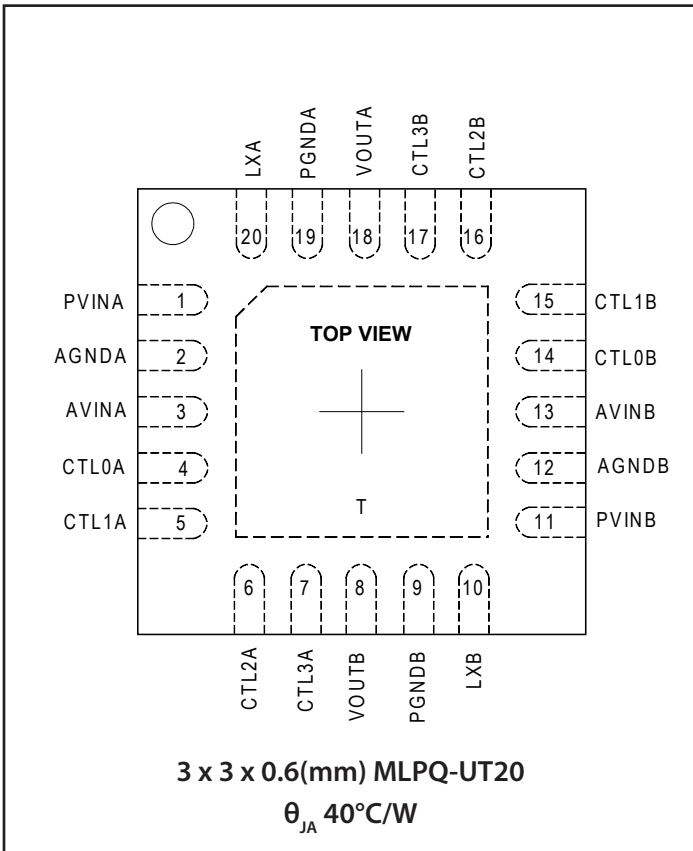 LXA
PGNDA
VOUTA
CTL3B
CTL2B
20
19
18
17
16
PVINA 1
AGNDA 2
AVINA 3
CTL0A 4
CTL1A 5
TOP VIEW
T
15 CTL1B
14 CTL0B
13 AVINB
12 AGNDB
11 PVINB
6
7
8
9
10
CTL2A
CTL3A
VOUTB
PGNDB
LXB
3 x 3 x 0.6(mm) MLPQ-UT20
θJA 40°C/W